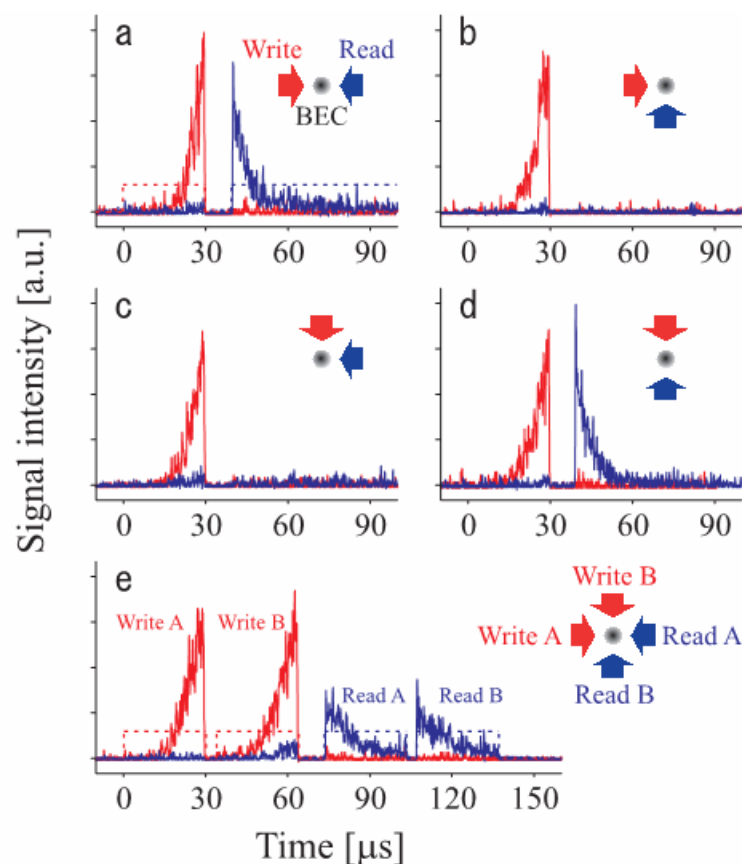 a
Write Read
BEC
0 30 60 90
b
0 30 60 90
c
0 30 60 90
d
0 30 60 90
Signal intensity [a.u.]
e
Write A Write B Read A Read B
Write B
Write A Read A
Read B
0 30 60 90 120 150
Time [μs]